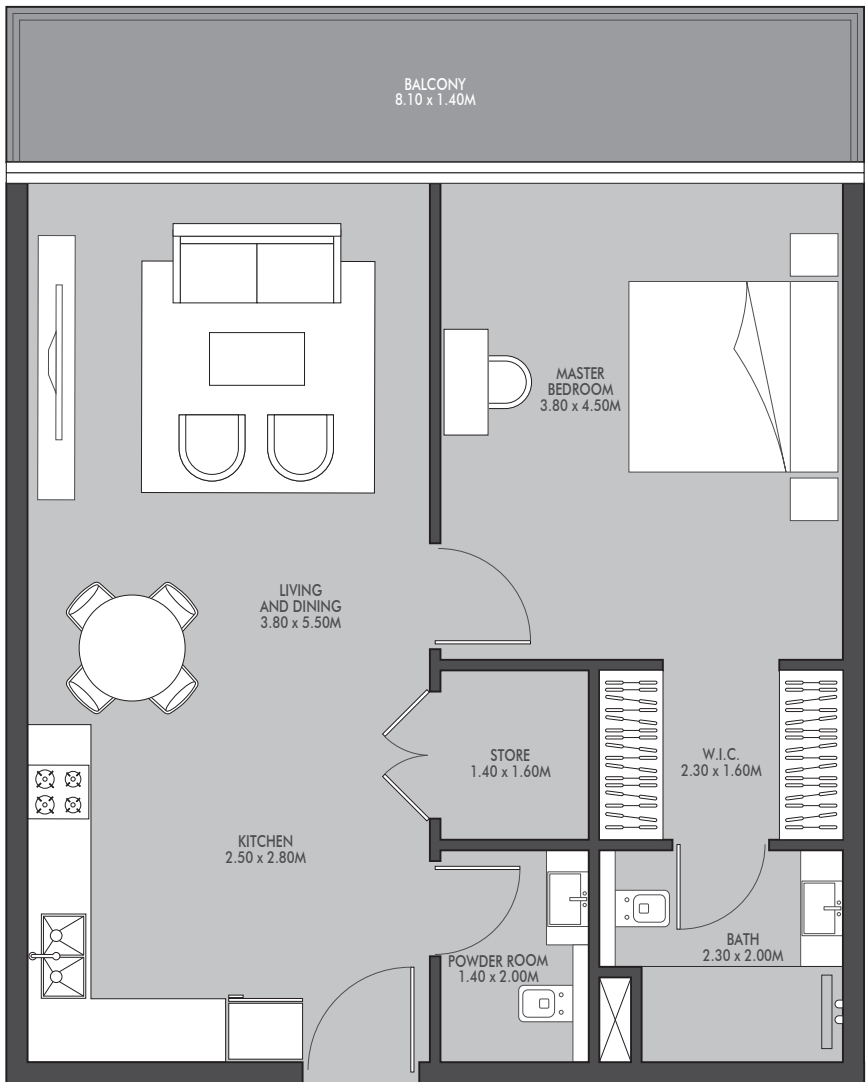 BALCONY
8.10 x 1.40M
MASTER
BEDROOM
3.80 x 4.50M
LIVING
AND DINING
3.80 x 5.50M
STORE
1.40 x 1.60M
W.I.C.
2.30 x 1.60M
KITCHEN
2.50 x 2.80M
POWDER ROOM
1.40 x 2.00M
BATH
2.30 x 2.00M